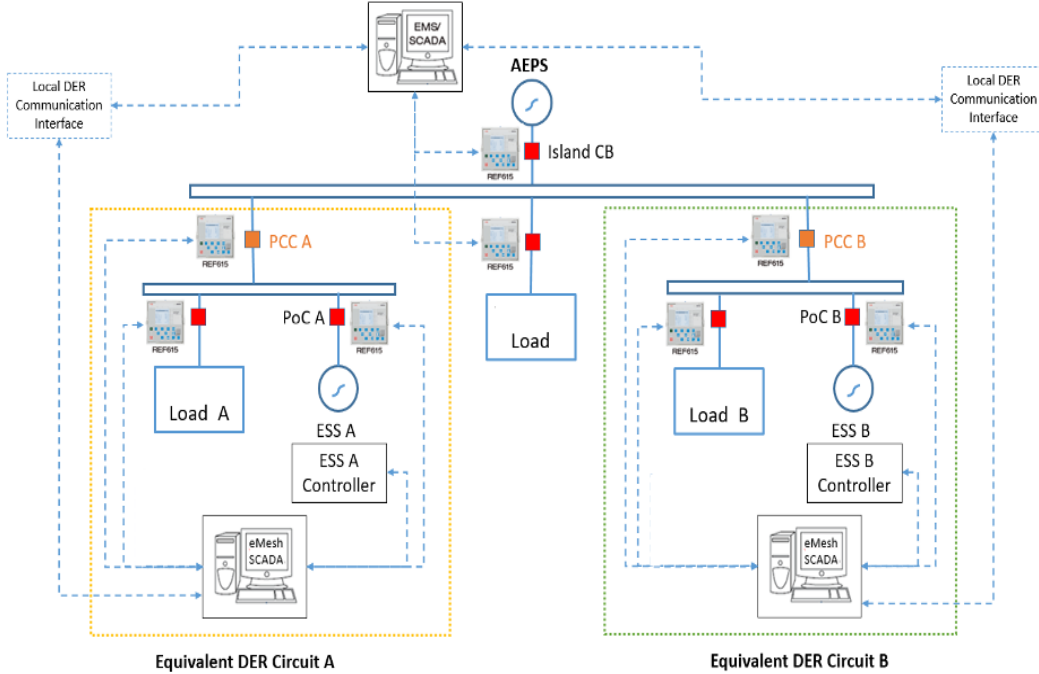 EMS/
SCADA
AEPS
Local DER
Communication
Interface
Local DER
Communication
Interface
Island CB
REF615
PCC A
REF615
REF615
PCC B
REF615
PoC A
REF615
REF615
Load
PoC B
REF615
REF615
Load A
ESS A
ESS A
Controller
Load B
ESS B
ESS B
Controller
eMesh
SCADA
eMesh
SCADA
Equivalent DER Circuit A
Equivalent DER Circuit B